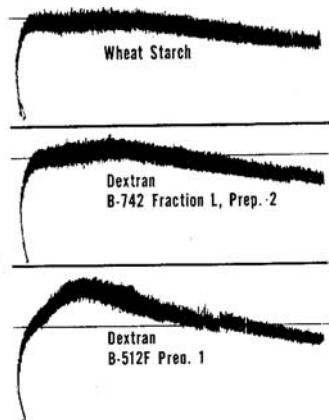 Wheat Starch
Dextran
B-742 Fraction L, Prep. 2
Dextran
B-512F Prep. 1